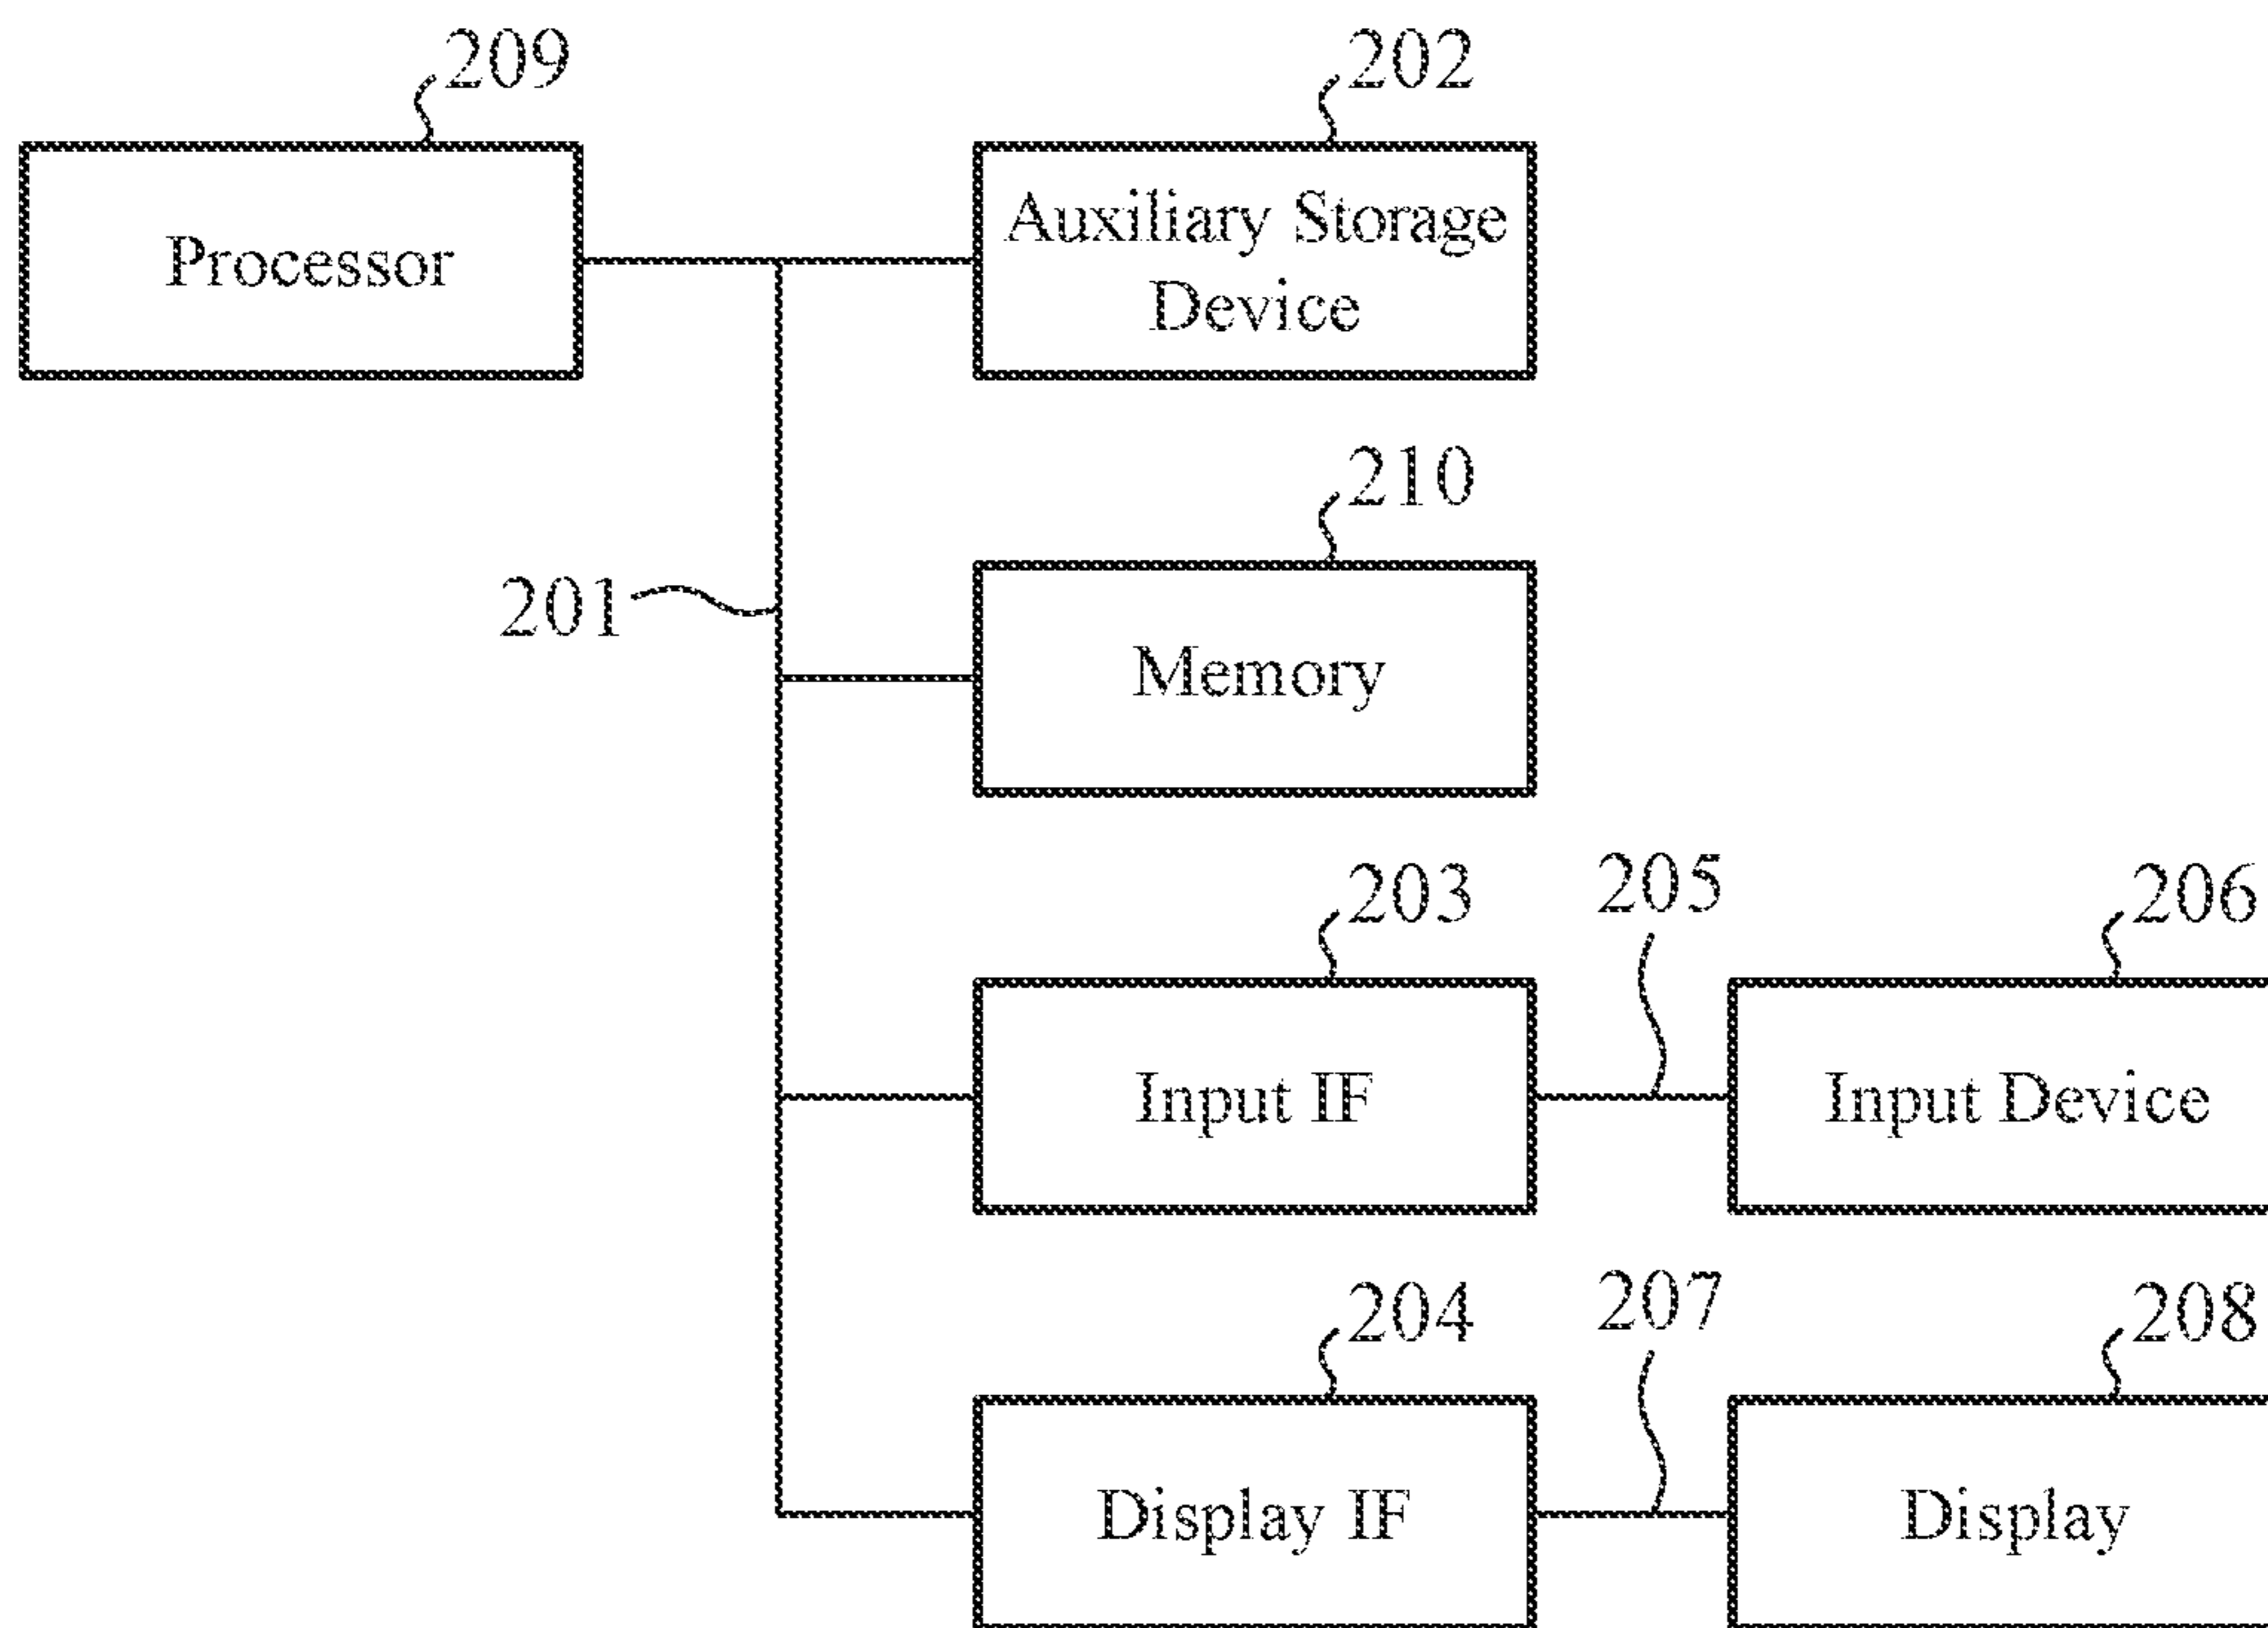 209
202
Processor
Auxiliary Storage
Device
210
201
Memory
203
205
206
Input IF
Input Device
204
207
208
Display IF
Display